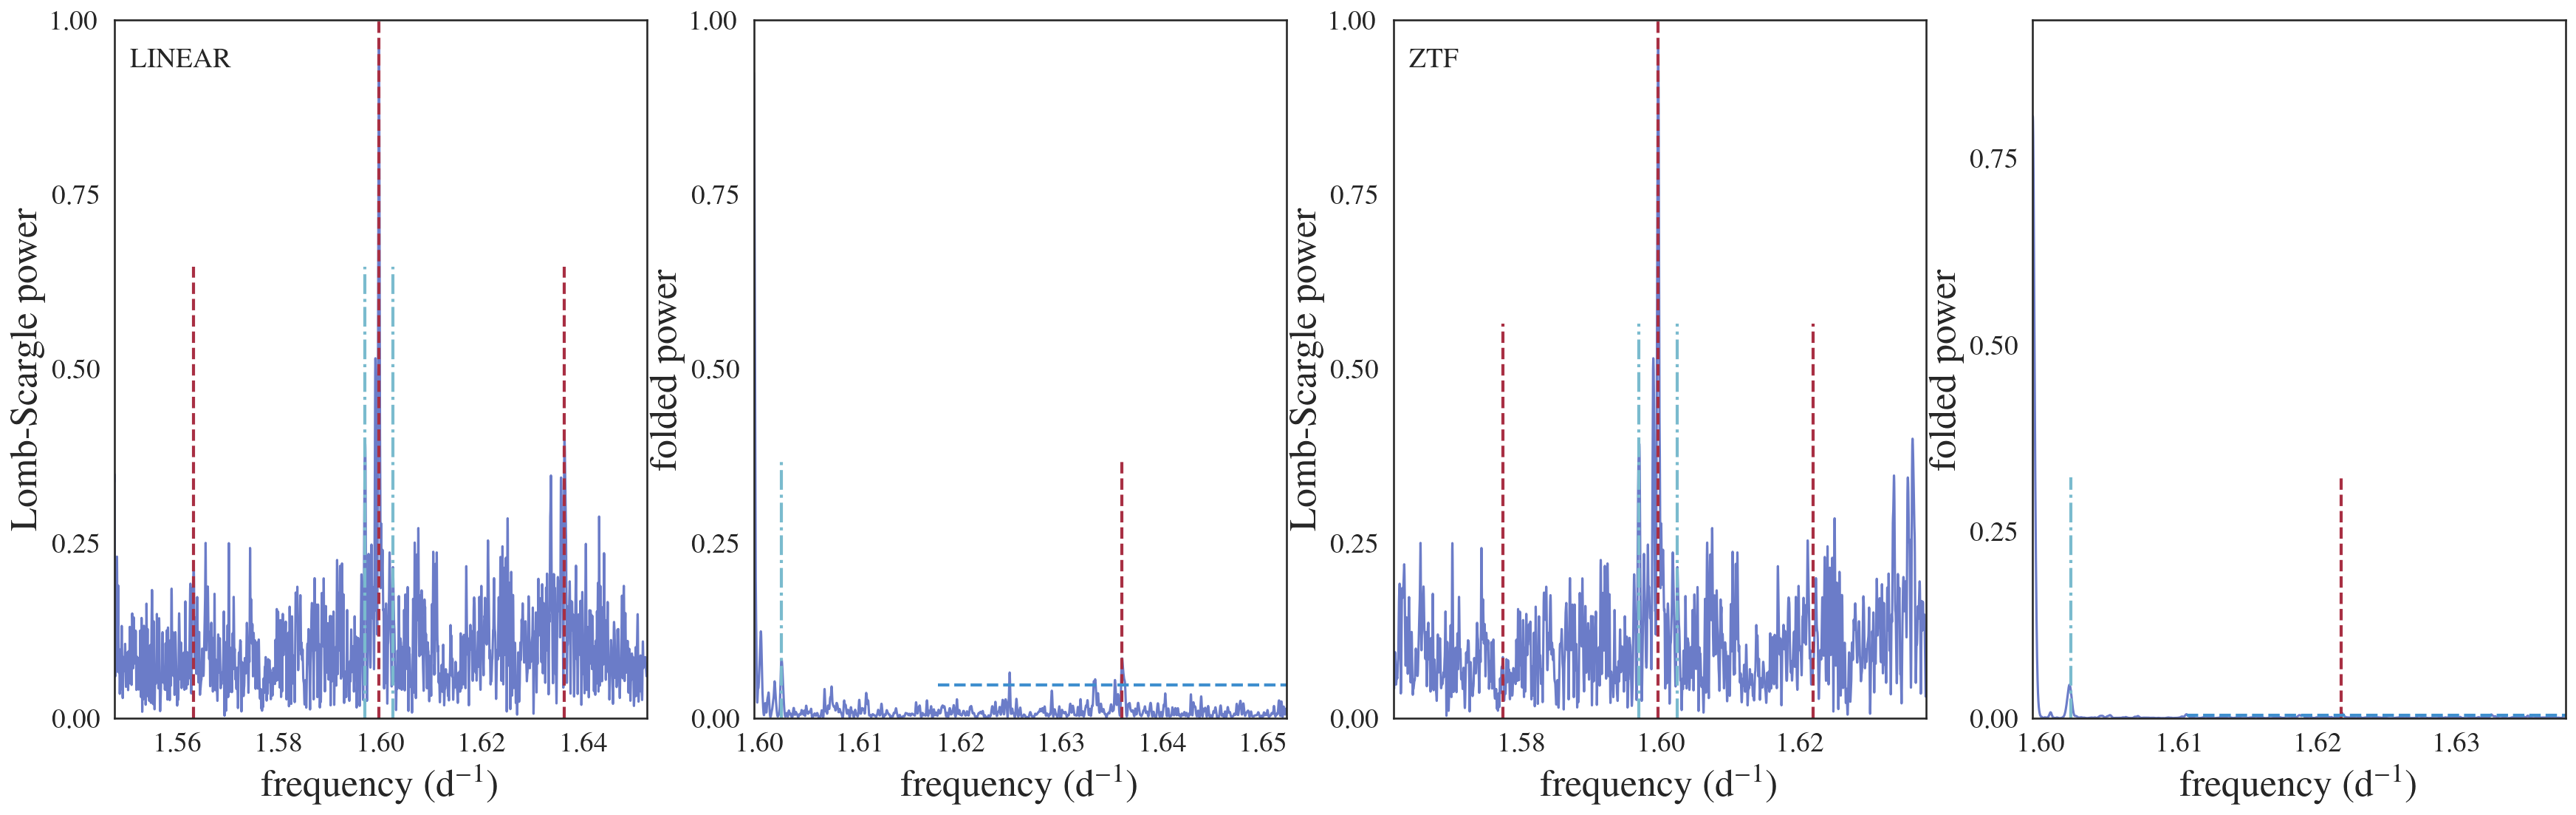 LINEAR
Lomb-Scargle power
1.00
0.75
0.50
0.25
0.00
1.56 1.58 1.60 1.62 1.64
frequency (d⁻¹)
folded power
1.00
0.75
0.50
0.25
0.00
1.60 1.61 1.62 1.63 1.64 1.65
frequency (d⁻¹)
ZTF
Lomb-Scargle power
1.00
0.75
0.50
0.25
0.00
1.58 1.60 1.62
frequency (d⁻¹)
folded power
0.75
0.50
0.25
0.00
1.60 1.61 1.62 1.63
frequency (d⁻¹)